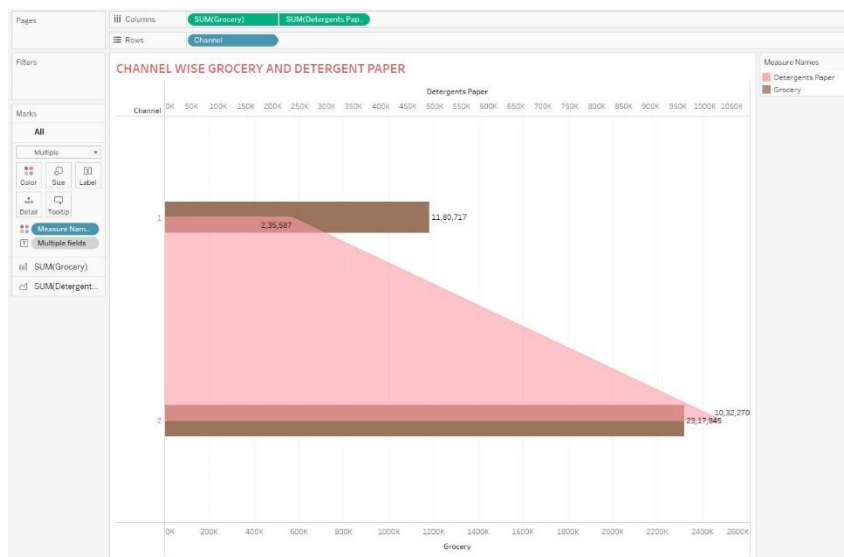 Pages
iii Columns
SUM(Grocery)
SUM(Detergents Pap..
Rows
Channel
Filters
CHANNEL WISE GROCERY AND DETERGENT PAPER
Measure Names
Detergents Paper
Grocery
Detergents Paper
Channel
0K 50K 100K 150K 200K 250K 300K 350K 400K 450K 500K 550K 600K 650K 700K 750K 800K 850K 900K 950K 1000K 1050K
Marks
All
Multiple
Color Size Label
Detail Tooltip
Measure Nam..
Multiple fields
SUM(Grocery)
SUM(Detergent...
1
11,80,717
2,35,587
2
10,32,270
23,17,845
0K 200K 400K 600K 800K 1000K 1200K 1400K 1600K 1800K 2000K 2200K 2400K 2600K
Grocery